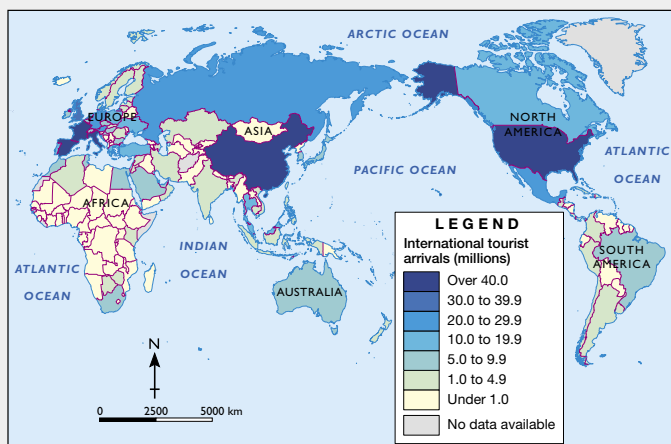 ARCTIC OCEAN
EUROPE
ASIA
NORTH
AMERICA
ATLANTIC
OCEAN
PACIFIC OCEAN
AFRICA
INDIAN
OCEAN
ATLANTIC
OCEAN
AUSTRALIA
SOUTH
AMERICA
LEGEND
International tourist
arrivals (millions)
Over 40.0
30.0 to 39.9
20.0 to 29.9
10.0 to 19.9
5.0 to 9.9
1.0 to 4.9
Under 1.0
No data available
N
0 2500 5000 km